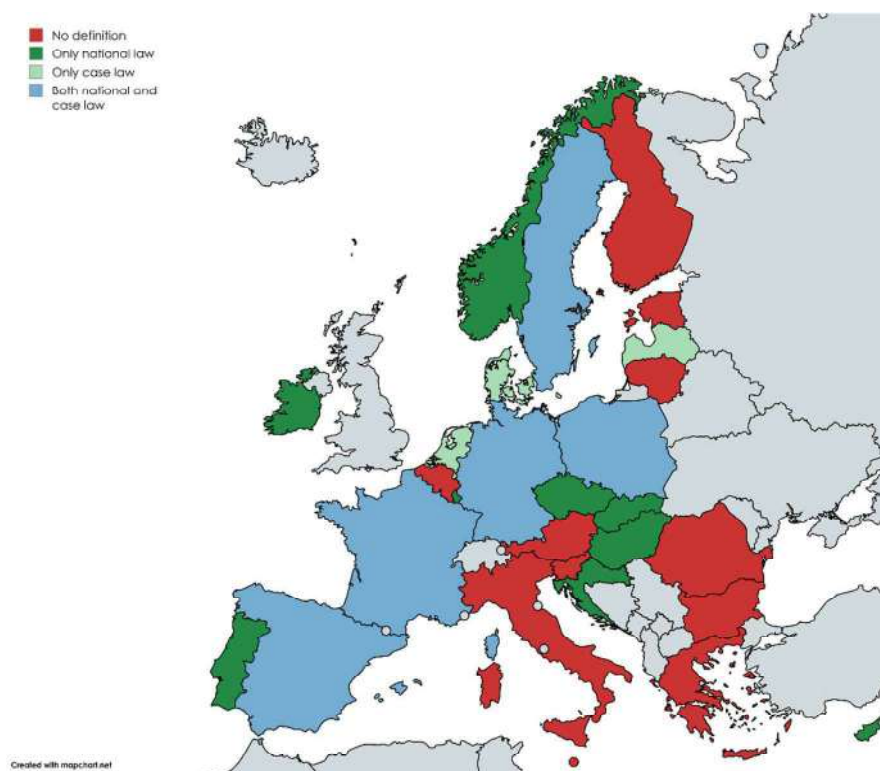 No definition
Only national law
Only case law
Both national and
case law
Created with mapchart.net